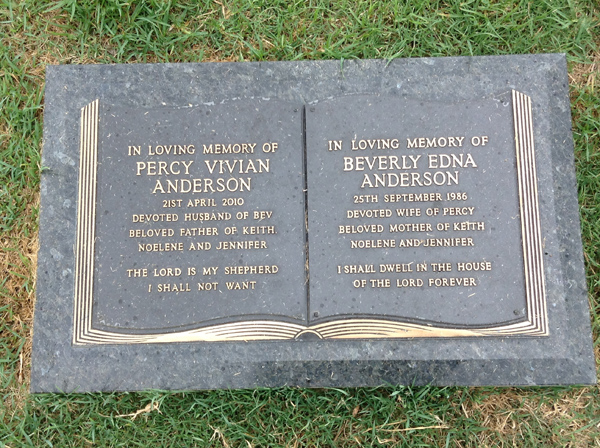 IN LOVING MEMORY OF
PERCY VIVIAN
ANDERSON
21ST APRIL 2010
DEVOTED HUSBAND OF BEV
BELOVED FATHER OF KEITH,
NOELENE AND JENNIFER
THE LORD IS MY SHEPHERD
I SHALL NOT WANT
IN LOVING MEMORY OF
BEVERLY EDNA
ANDERSON
25TH SEPTEMBER 1986
DEVOTED WIFE OF PERCY
BELOVED MOTHER OF KEITH
NOELENE AND JENNIFER
I SHALL DWELL IN THE HOUSE
OF THE LORD FOREVER